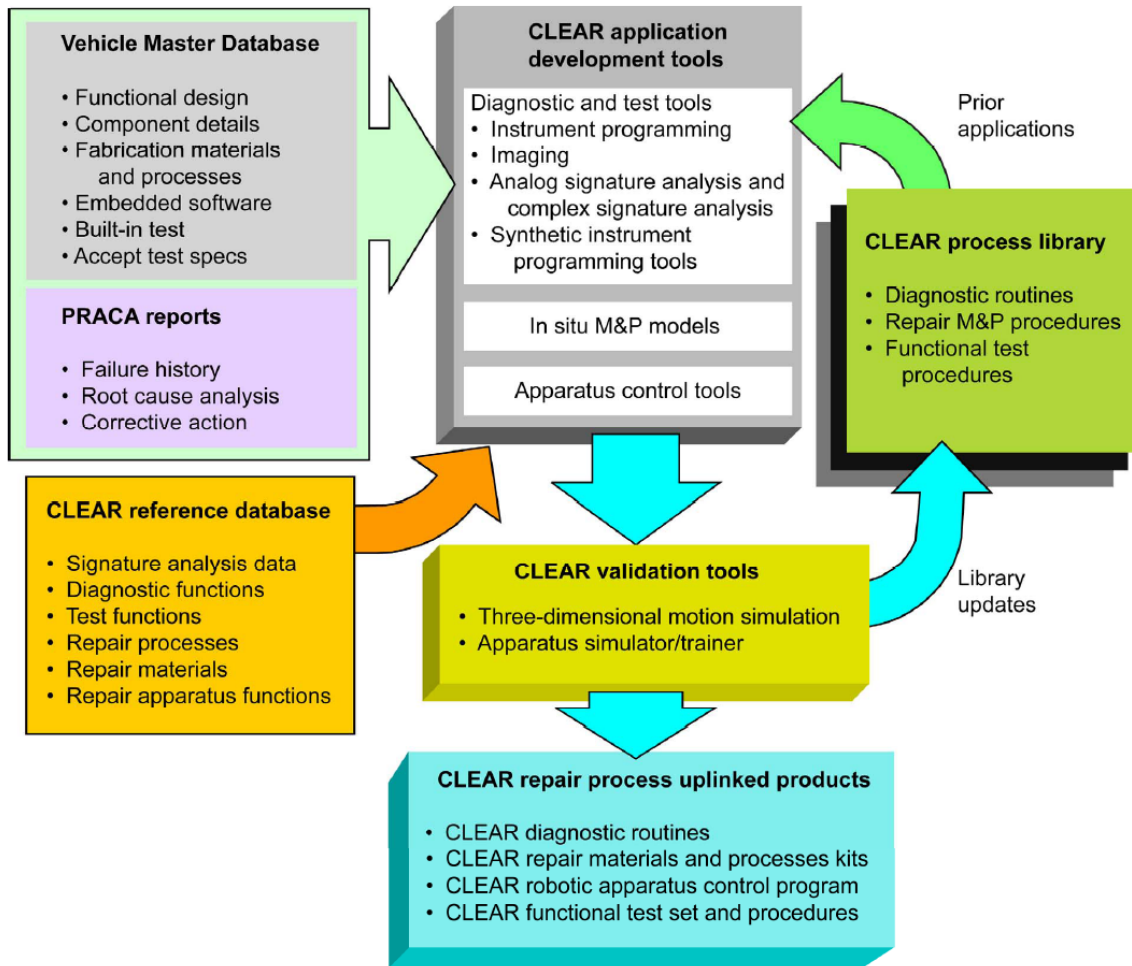 Vehicle Master Database
• Functional design
• Component details
• Fabrication materials
and processes
• Embedded software
• Built-in test
• Accept test specs
PRACA reports
• Failure history
• Root cause analysis
• Corrective action
CLEAR reference database
• Signature analysis data
• Diagnostic functions
• Test functions
• Repair processes
• Repair materials
• Repair apparatus functions
CLEAR application
development tools
Diagnostic and test tools
• Instrument programming
• Imaging
• Analog signature analysis and
complex signature analysis
• Synthetic instrument
programming tools
In situ M&P models
Apparatus control tools
Prior
applications
CLEAR process library
• Diagnostic routines
• Repair M&P procedures
• Functional test
procedures
Library
updates
CLEAR validation tools
• Three-dimensional motion simulation
• Apparatus simulator/trainer
CLEAR repair process uplinked products
• CLEAR diagnostic routines
• CLEAR repair materials and processes kits
• CLEAR robotic apparatus control program
• CLEAR functional test set and procedures